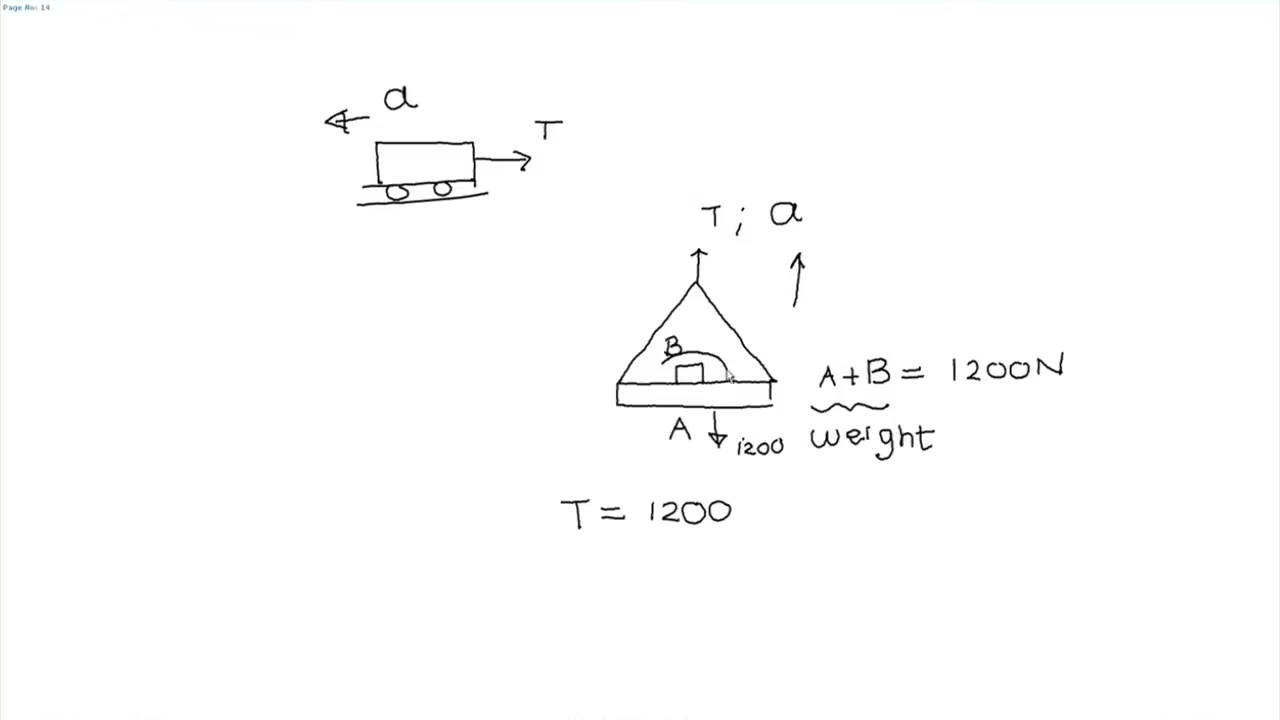 Page No: 14
a
T
T ; a
B
A+B = 1200N
A
1200
weight
T = 1200